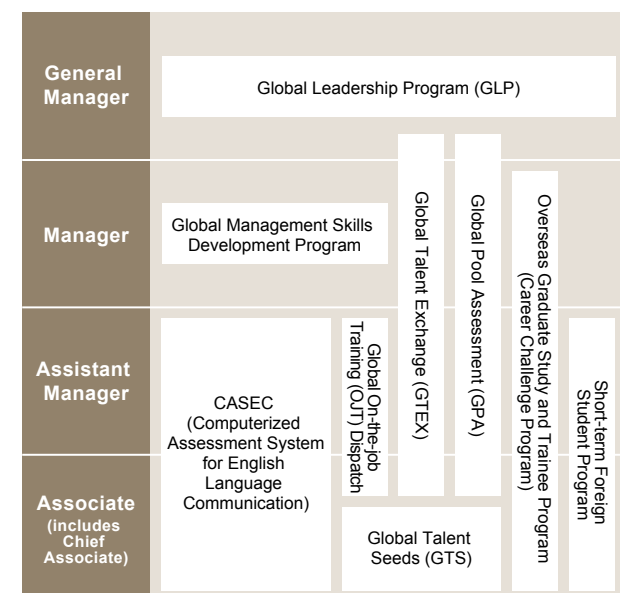 General
Manager
Global Leadership Program (GLP)
Manager
Global Management Skills
Development Program
Global Talent Exchange (GTEX)
Global Pool Assessment (GPA)
Overseas Graduate Study and Trainee Program
(Career Challenge Program)
Assistant
Manager
CASEC
(Computerized
Assessment System
for English
Language
Communication)
Global On-the-job
Training (OJT) Dispatch
Short-term Foreign
Student Program
Associate
(includes
Chief
Associate)
Global Talent
Seeds (GTS)